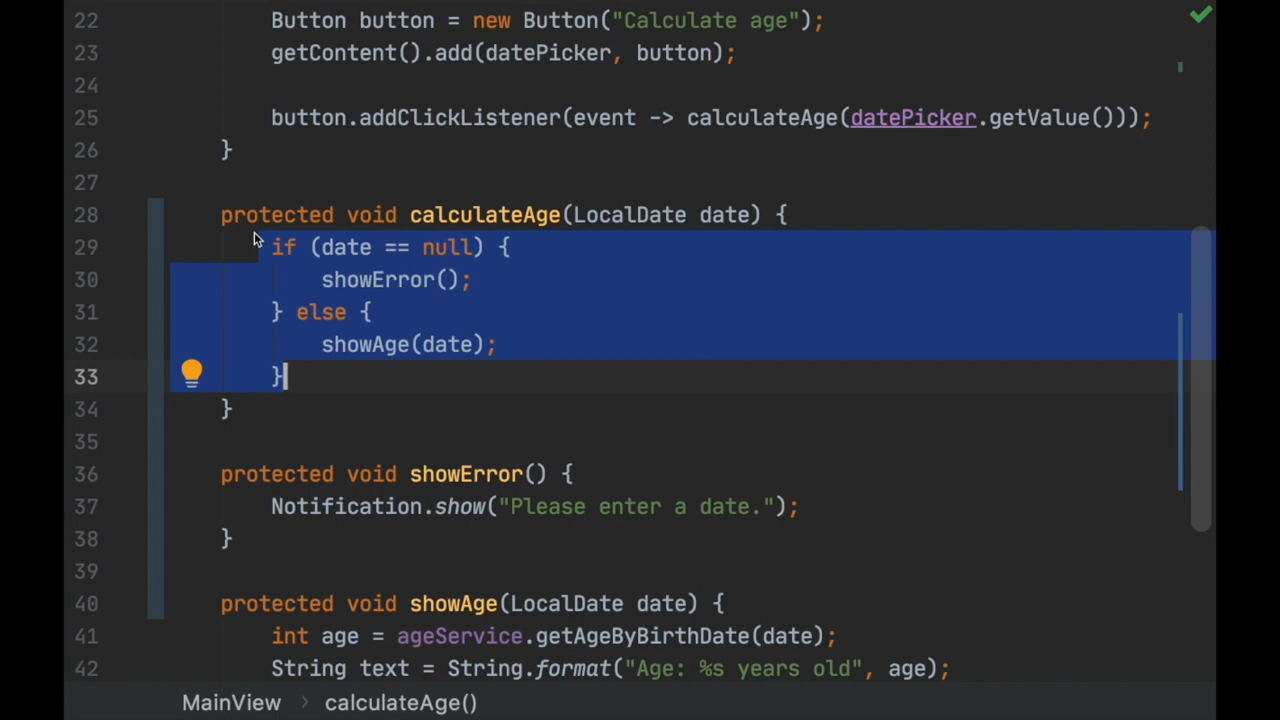 22 Button button = new Button("Calculate age");
23 getContent().add(datePicker, button);
24
25 button.addClickListener(event -> calculateAge(datePicker.getValue()));
26 }
27
28 protected void calculateAge(LocalDate date) {
29 if (date == null) {
30 showError();
31 } else {
32 showAge(date);
33 }
34 }
35
36 protected void showError() {
37 Notification.show("Please enter a date.");
38 }
39
40 protected void showAge(LocalDate date) {
41 int age = ageService.getAgeByBirthDate(date);
42 String text = String.format("Age: %s years old", age);
MainView > calculateAge()